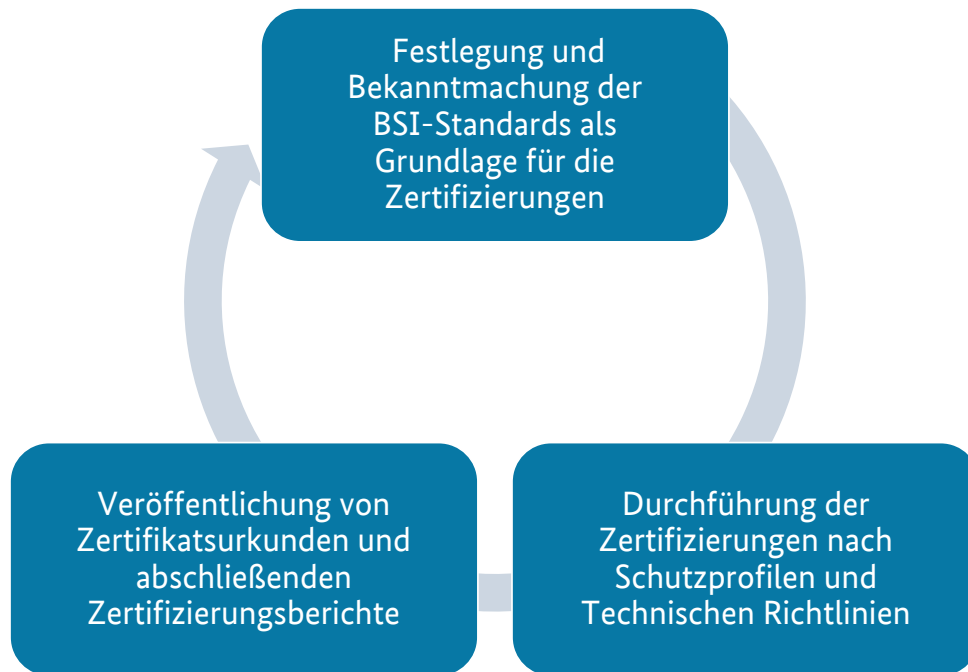 Festlegung und
Bekanntmachung der
BSI-Standards als
Grundlage für die
Zertifizierungen
Veröffentlichung von
Zertifikatsurkunden und
abschließenden
Zertifizierungsberichte
Durchführung der
Zertifizierungen nach
Schutzprofilen und
Technischen Richtlinien